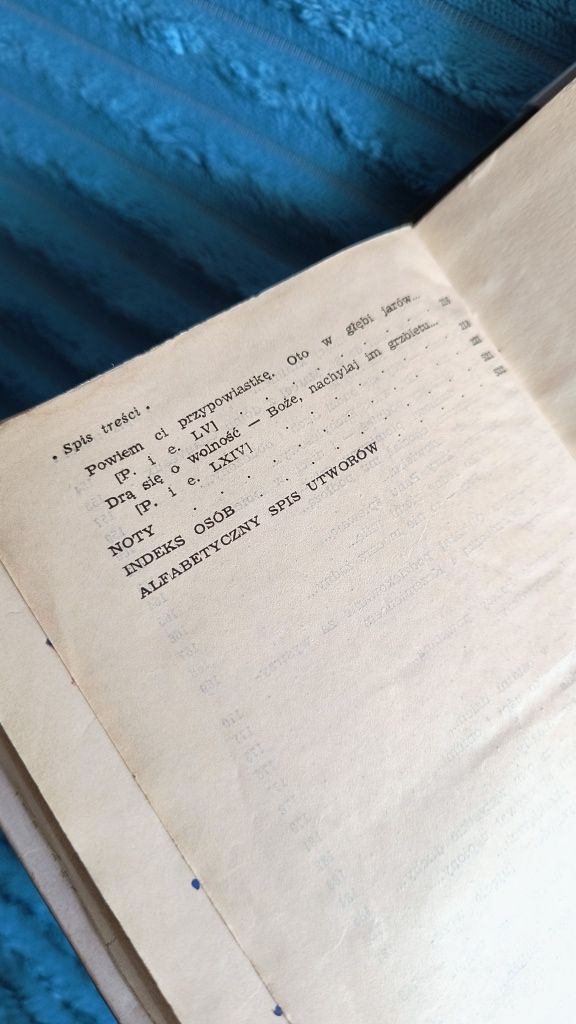 • Spis treści •
Powiem ci przypowiastkę. Oto w głębi jarów...
[P. i e. LV] . . . . . . . .
Drą się o wolność — Boże, nachylaj im grzbietu...
[P. i e. LXIV] . . . . . . .
NOTY . . . . . . . . . .
INDEKS OSÓB . . . . . . . .
ALFABETYCZNY SPIS UTWORÓW . . . .